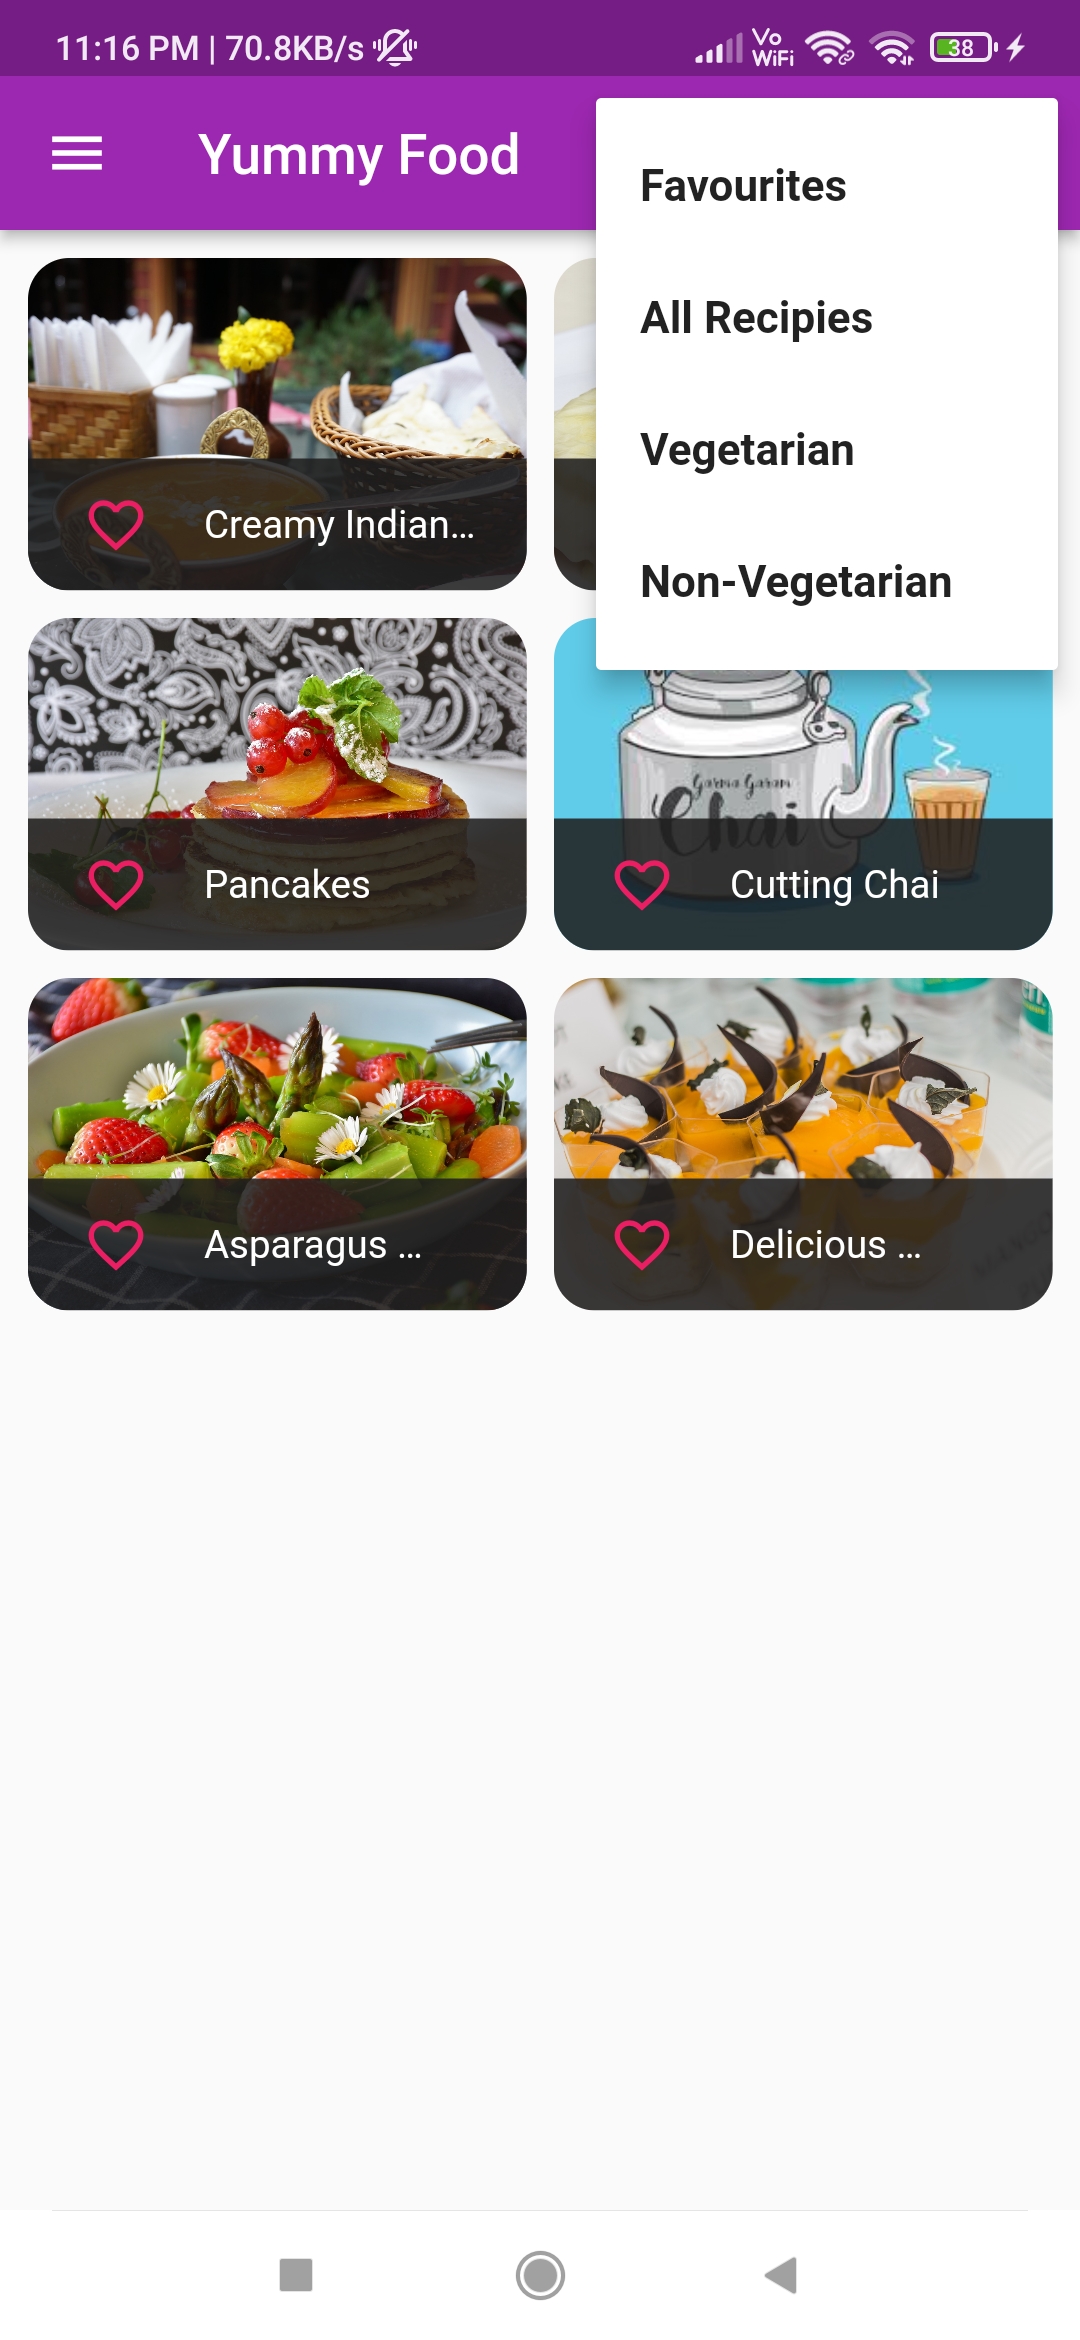 11:16 PM | 70.8KB/s
Vo
WiFi
38
Yummy Food
Favourites
All Recipies
Vegetarian
Non-Vegetarian
Creamy Indian...
Pancakes
Garma Garam
Chai
Cutting Chai
Asparagus ...
Delicious ...